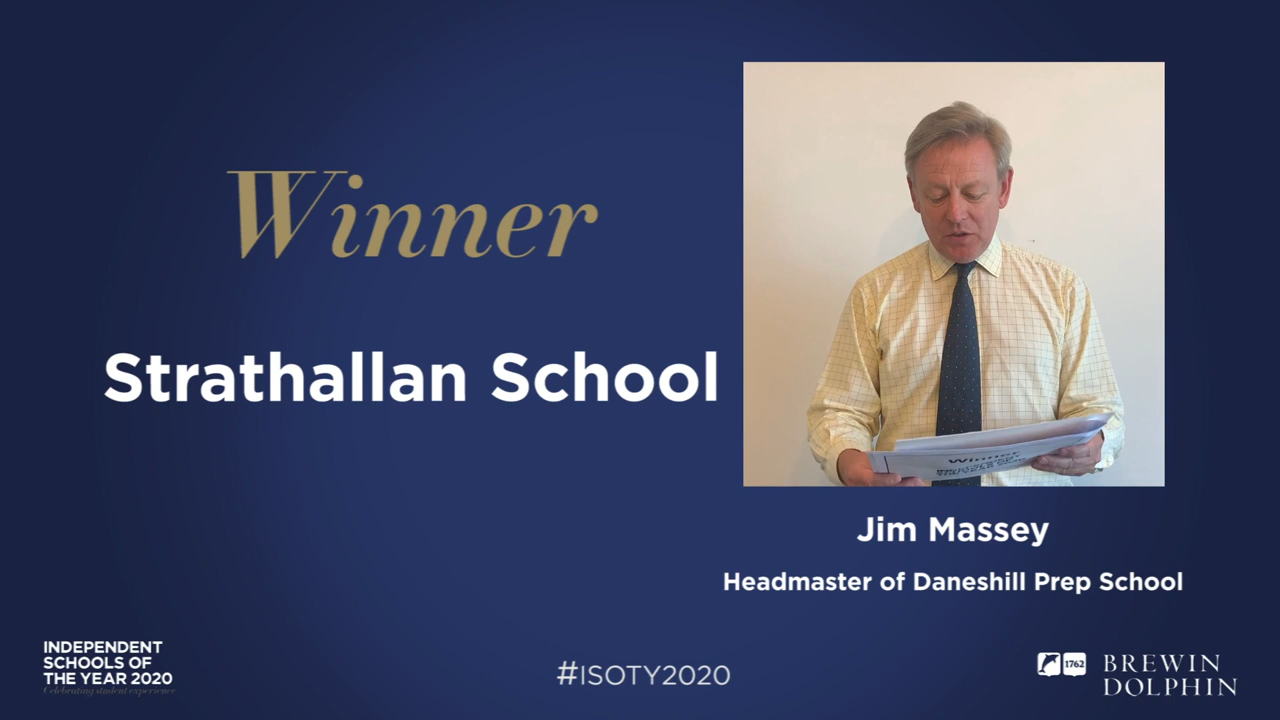 Winner
Strathallan School
Winner
Jim Massey
Headmaster of Daneshill Prep School
INDEPENDENT
SCHOOLS OF
THE YEAR 2020
Celebrating student experience
#ISOTY2020
1762
BREWIN
DOLPHIN